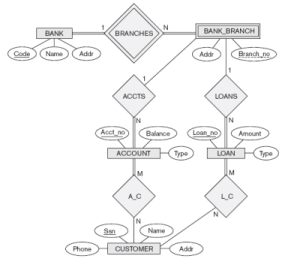 1 N
BANK BRANCHES BANK_BRANCH
Code Name Addr Addr Branch_no
1 1
ACCTS LOANS
N N
Acct_no Balance Loan_no Amount
ACCOUNT Type LOAN Type
M M
A_C L_C
N N
Ssn Name
Phone CUSTOMER Addr